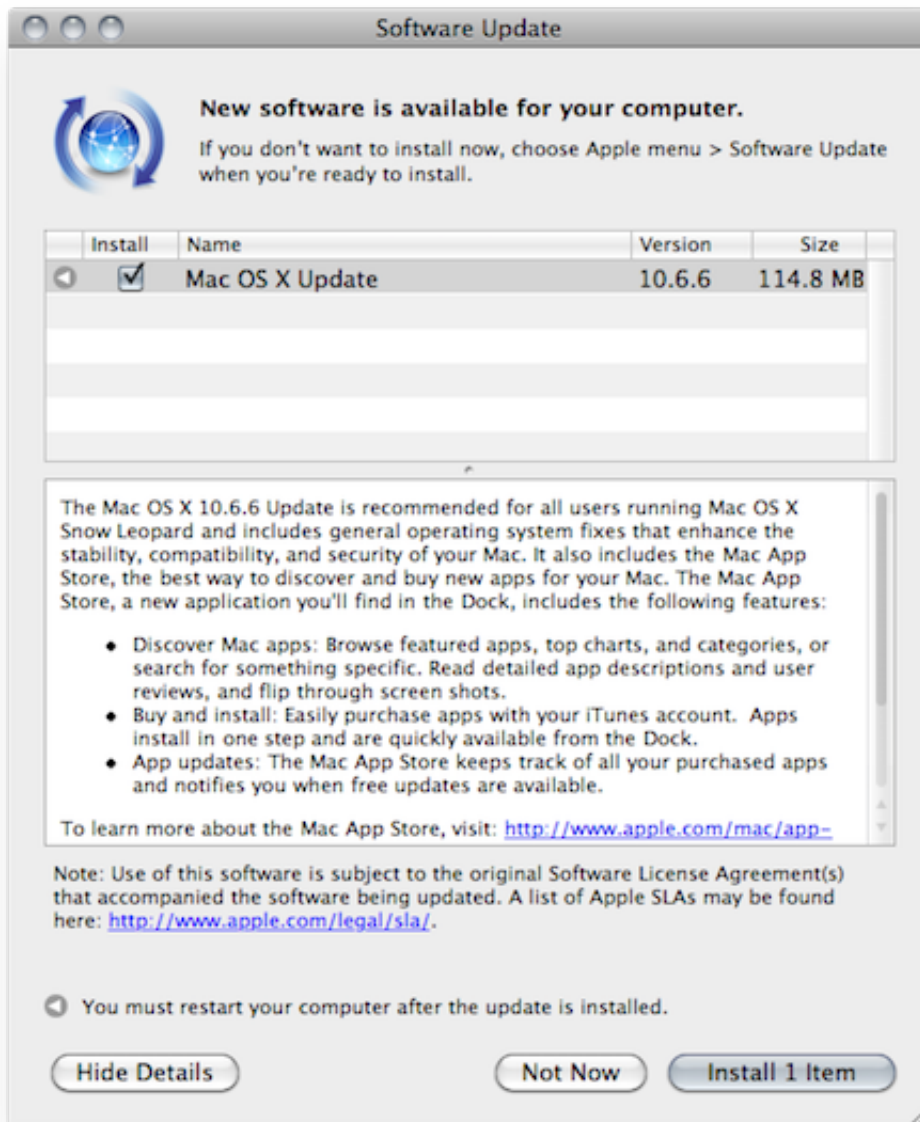 Software Update
New software is available for your computer.
If you don't want to install now, choose Apple menu > Software Update
when you're ready to install.
Install Name Version Size
Mac OS X Update 10.6.6 114.8 MB
The Mac OS X 10.6.6 Update is recommended for all users running Mac OS X
Snow Leopard and includes general operating system fixes that enhance the
stability, compatibility, and security of your Mac. It also includes the Mac App
Store, the best way to discover and buy new apps for your Mac. The Mac App
Store, a new application you'll find in the Dock, includes the following features:
• Discover Mac apps: Browse featured apps, top charts, and categories, or
search for something specific. Read detailed app descriptions and user
reviews, and flip through screen shots.
• Buy and install: Easily purchase apps with your iTunes account.  Apps
install in one step and are quickly available from the Dock.
• App updates: The Mac App Store keeps track of all your purchased apps
and notifies you when free updates are available.
To learn more about the Mac App Store, visit: http://www.apple.com/mac/app-
Note: Use of this software is subject to the original Software License Agreement(s)
that accompanied the software being updated. A list of Apple SLAs may be found
here: http://www.apple.com/legal/sla/.
You must restart your computer after the update is installed.
Hide Details Not Now Install 1 Item